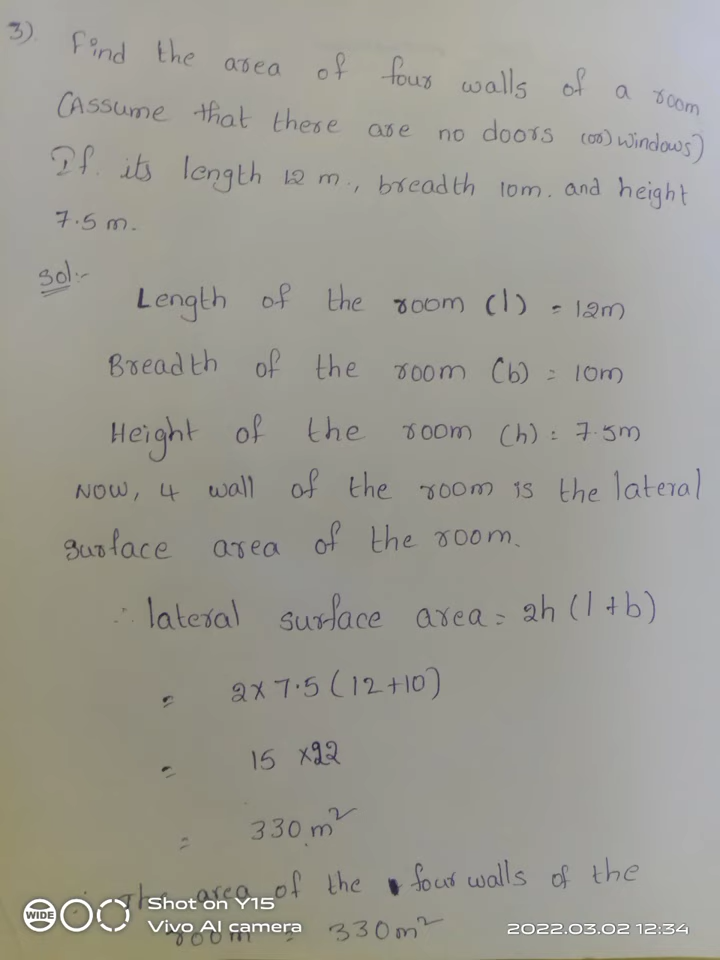 3). Find the area of four walls of a room
(Assume that there are no doors (or) windows)
If. its length 12 m., breadth 10m. and height
7.5 m.
Sol:-
Length of the room (l) = 12m
Breadth of the room (b) = 10m
Height of the room (h) = 7.5m
Now, 4 wall of the room is the lateral
surface area of the room.
∴ lateral surface area = 2h (l+b)
= 2x 7.5 (12+10)
= 15 x22
= 330 m²
∴ The area of the four walls of the
room = 330m²
WIDE
Shot on Y15
Vivo AI camera
2022.03.02 12:34